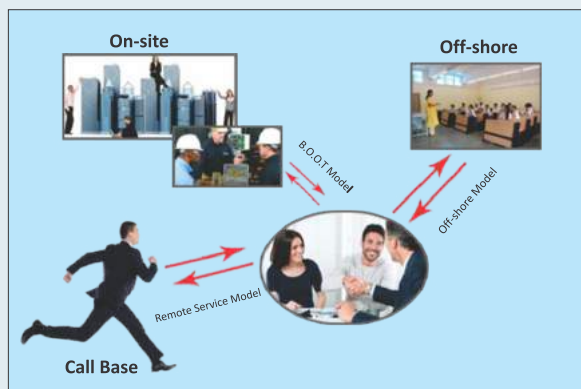 On-site
Off-shore
B.O.O.T Model
Off-shore Model
Remote Service Model
Call Base